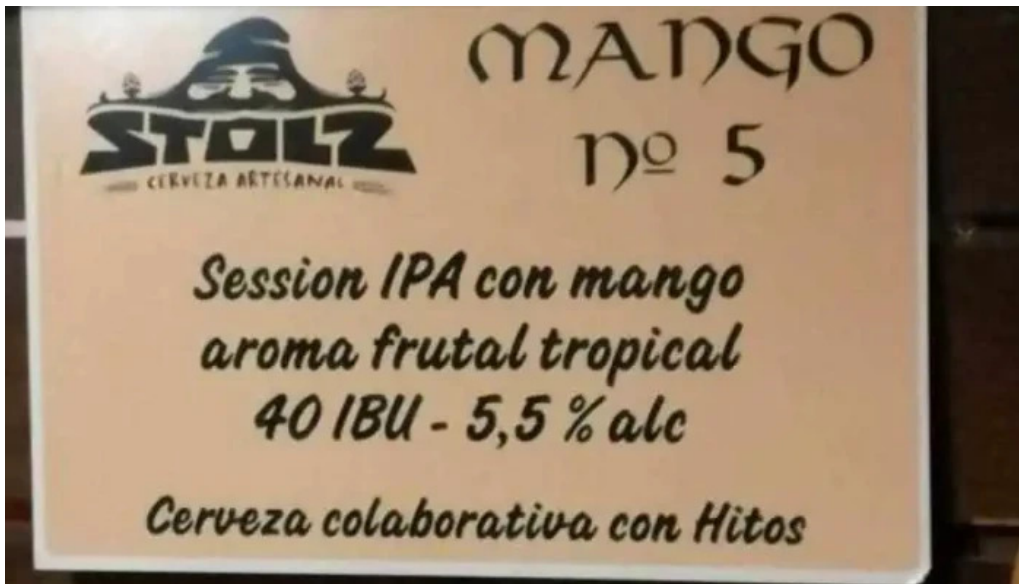 STOLZ
CERVEZA ARTESANAL
MANGO
nº 5
Session IPA con mango
aroma frutal tropical
40 IBU - 5,5 % alc
Cerveza colaborativa con Hitos